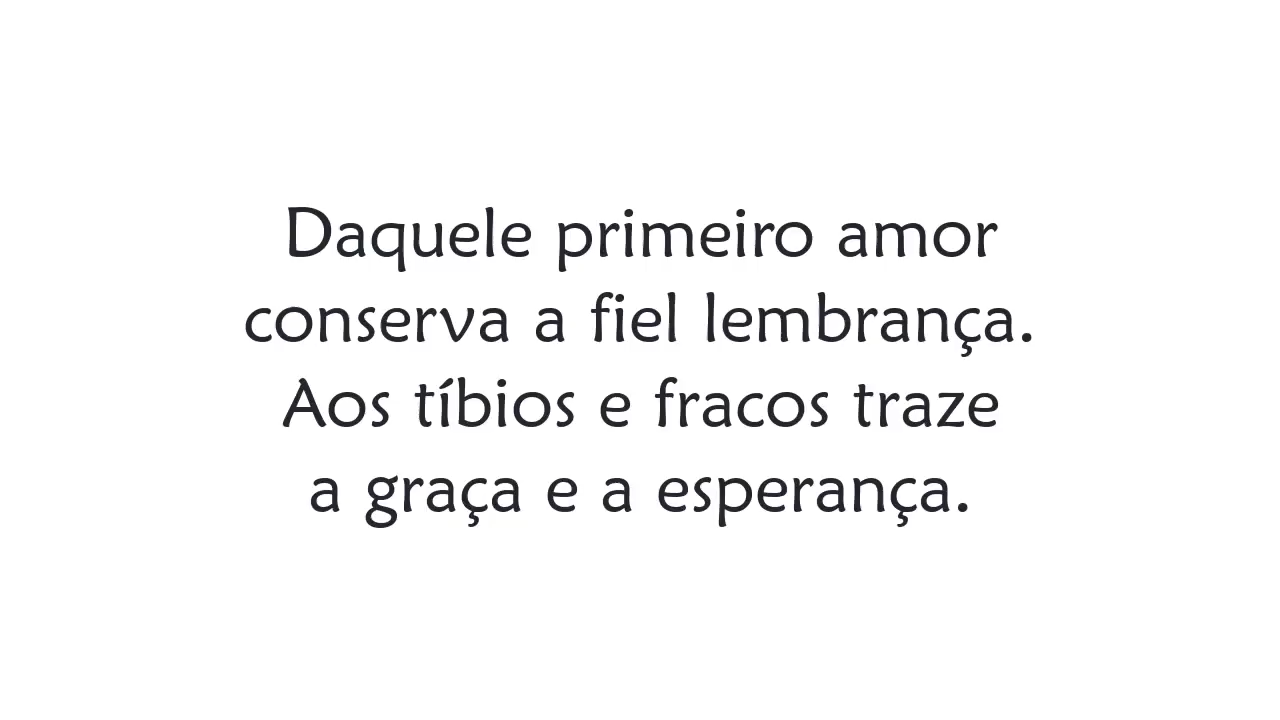 Daquele primeiro amor
conserva a fiel lembrança.
Aos tíbios e fracos traze
a graça e a esperança.